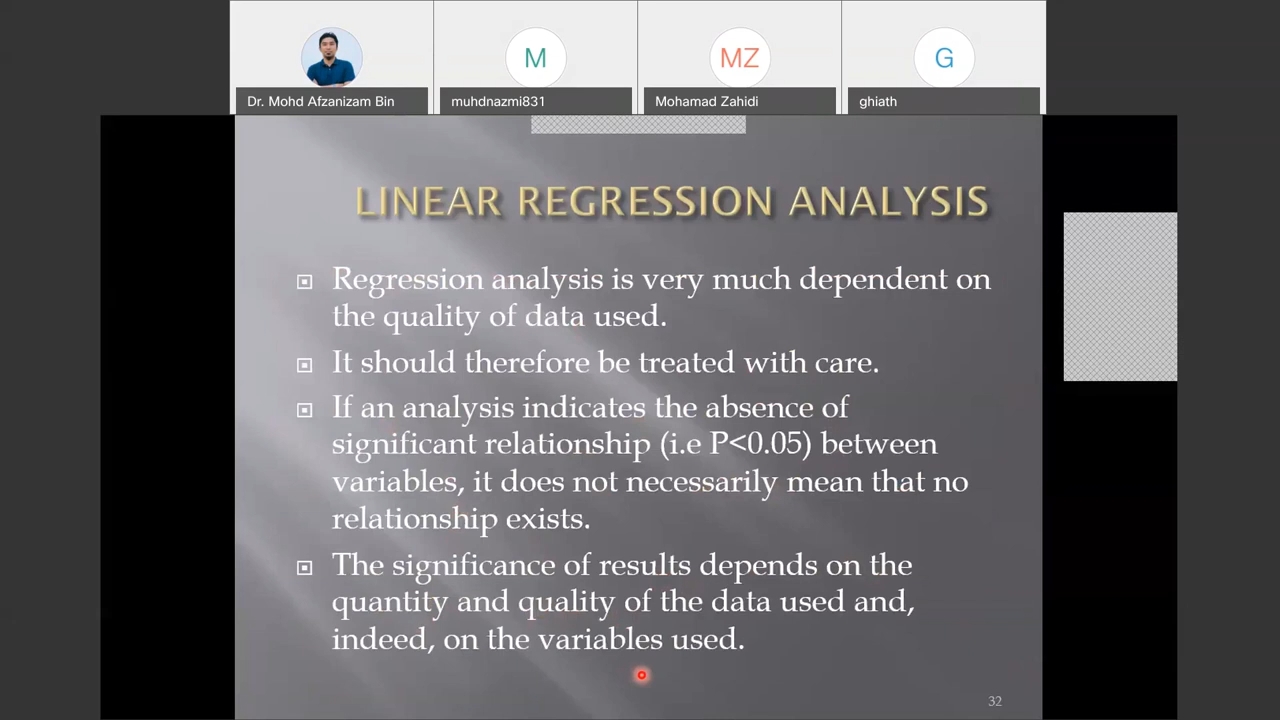 Dr. Mohd Afzanizam Bin
M
muhdnazmi831
MZ
Mohamad Zahidi
G
ghiath
LINEAR REGRESSION ANALYSIS
Regression analysis is very much dependent on
the quality of data used.
It should therefore be treated with care.
If an analysis indicates the absence of
significant relationship (i.e P<0.05) between
variables, it does not necessarily mean that no
relationship exists.
The significance of results depends on the
quantity and quality of the data used and,
indeed, on the variables used.
32